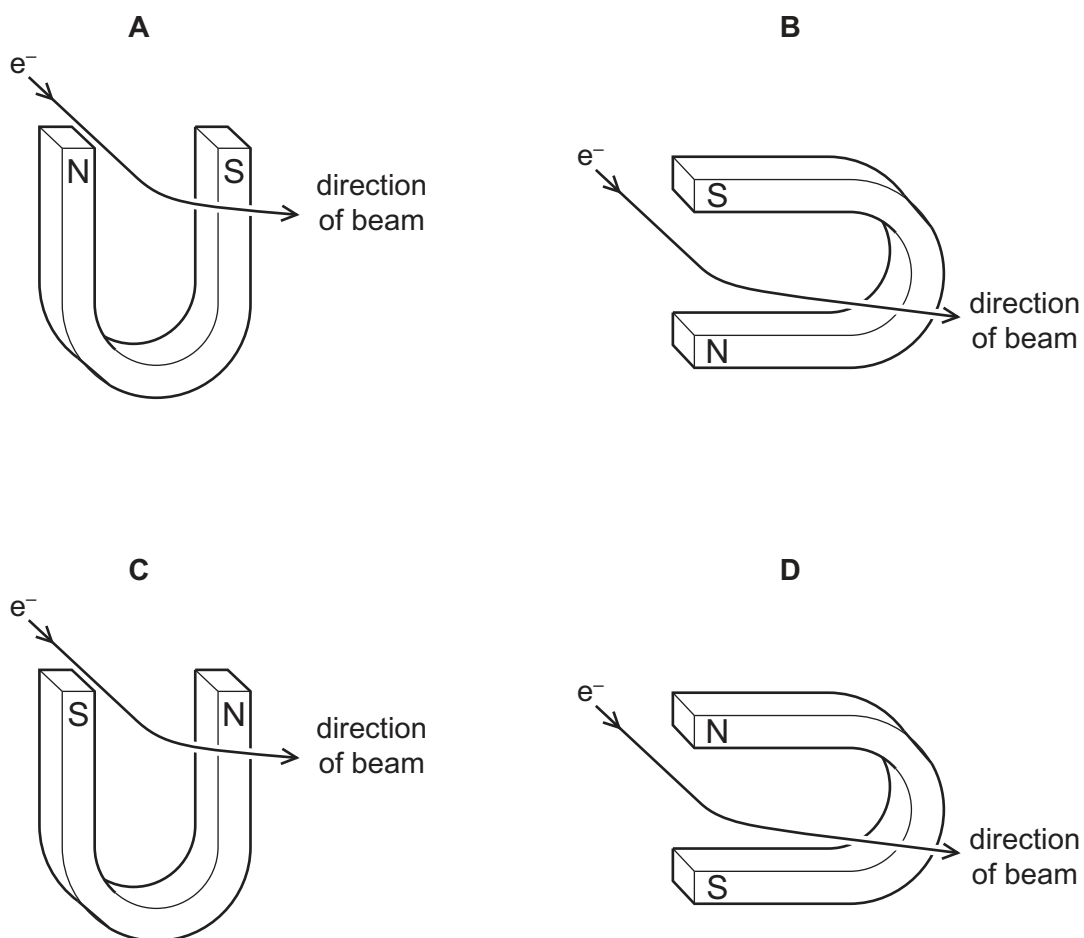 A
e–
N
S
direction
of beam
B
e–
S
N
direction
of beam
C
e–
S
N
direction
of beam
D
e–
N
S
direction
of beam